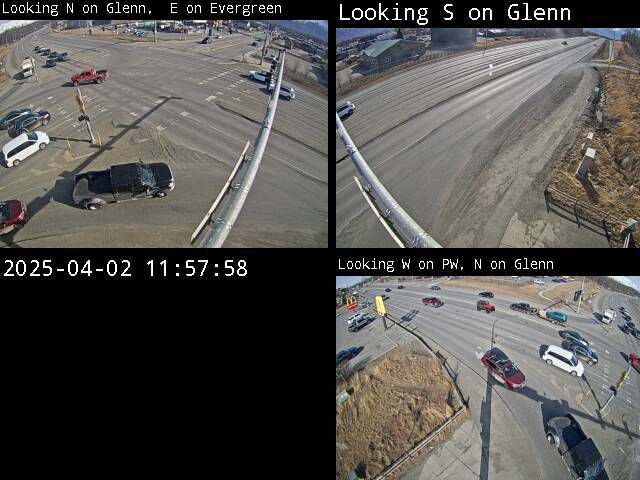 Looking N on Glenn,  E on Evergreen
Looking S on Glenn
2025-04-02 11:57:58
Looking W on PW, N on Glenn